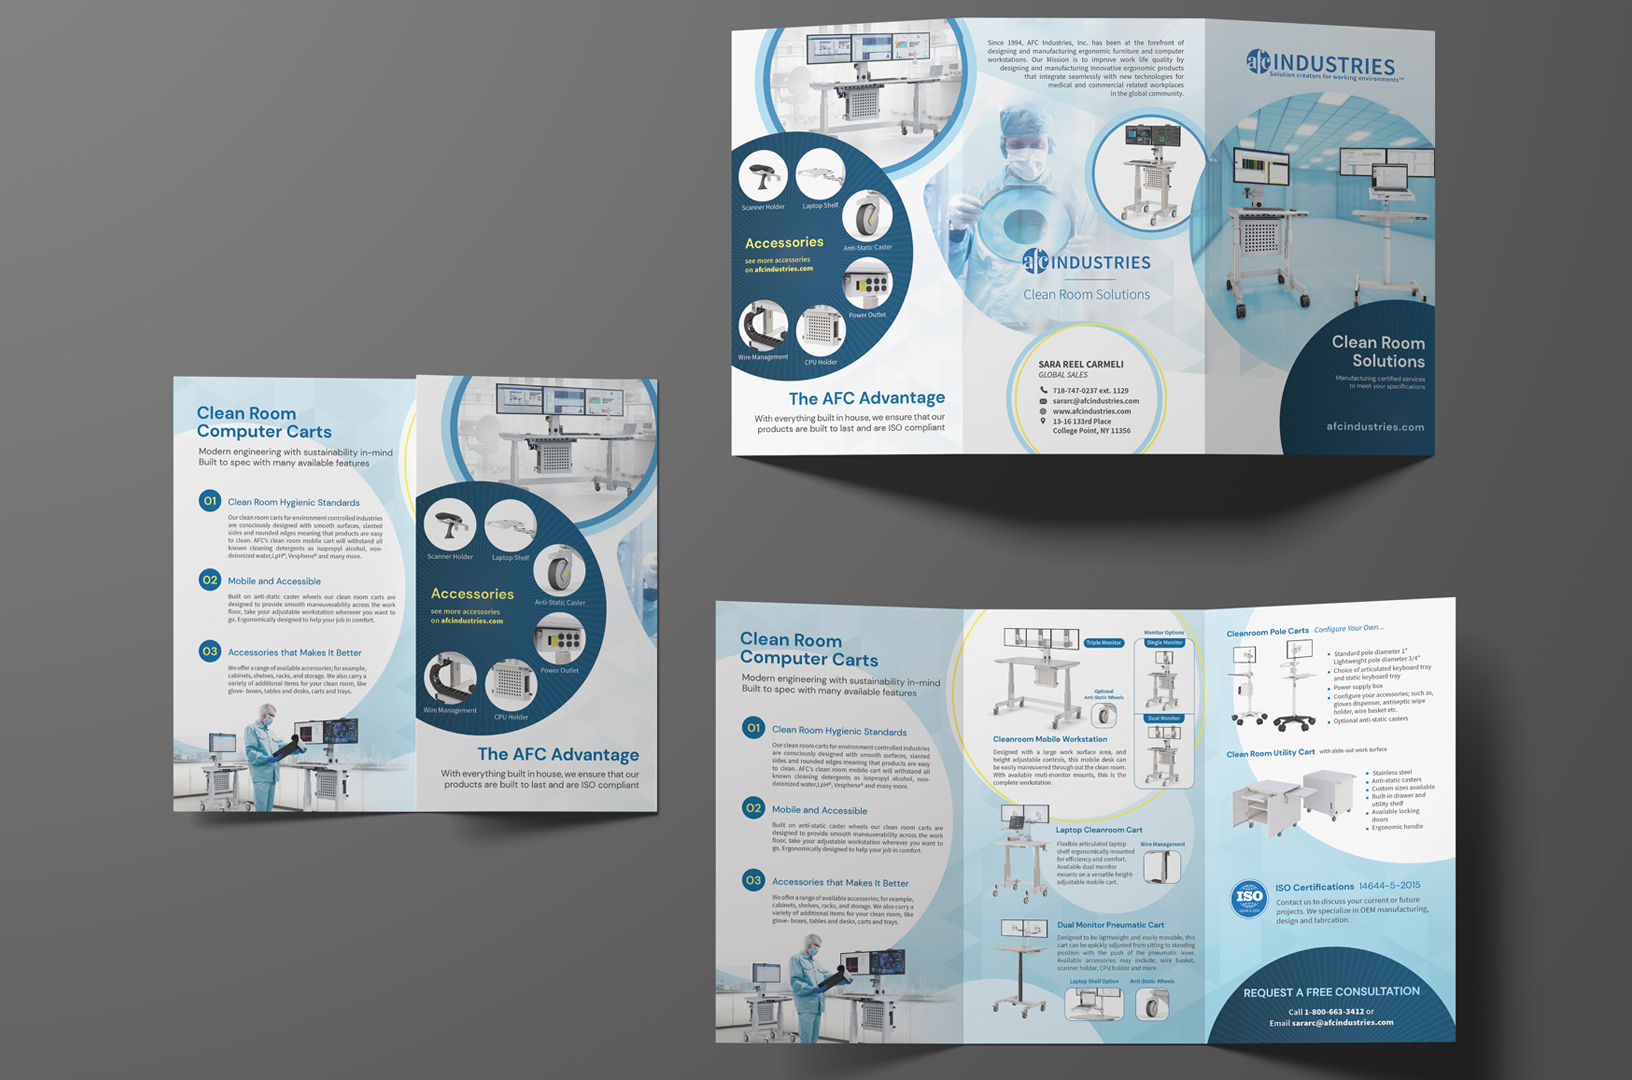 Clean Room
Computer Carts
Modern engineering with sustainability in-mind
Built to spec with many available features
01
Clean Room Hygienic Standards
Our clean room carts for environment controlled industries
are consciously designed with smooth surfaces, slanted
sides and rounded edges meaning that products are easy
to clean. AFC's clean room mobile cart will withstand all
known cleaning detergents as isopropyl alcohol, non-
deionized water, LpH®, Vesphene® and many more.
02
Mobile and Accessible
Built on anti-static caster wheels our clean room carts are
designed to provide smooth maneuverability across the work
floor, take your adjustable workstation wherever you want to
go. Ergonomically designed to help your job in comfort.
03
Accessories that Makes It Better
We offer a range of available accessories; for example,
cabinets, shelves, racks, and storage. We also carry a
variety of additional items for your clean room, like
glove- boxes, tables and desks, carts and trays.
Scanner Holder
Laptop Shelf
Anti-Static Caster
Accessories
see more accessories
on afcindustries.com
Power Outlet
Wire Management
CPU Holder
The AFC Advantage
With everything built in house, we ensure that our
products are built to last and are ISO compliant
Scanner Holder
Laptop Shelf
Anti-Static Caster
Accessories
see more accessories
on afcindustries.com
Power Outlet
Wire Management
CPU Holder
The AFC Advantage
With everything built in house, we ensure that our
products are built to last and are ISO compliant
Since 1994, AFC Industries, Inc. has been at the forefront of
designing and manufacturing ergonomic furniture and computer
workstations. Our Mission is to improve work life quality by
designing and manufacturing innovative ergonomic products
that integrate seamlessly with new technologies for
medical and commercial related workplaces
in the global community.
afc INDUSTRIES
Clean Room Solutions
SARA REEL CARMELI
GLOBAL SALES
718-747-0237 ext. 1129
sararc@afcindustries.com
www.afcindustries.com
13-16 133rd Place
College Point, NY 11356
afc INDUSTRIES
Solution creators for working environments™
Clean Room
Solutions
Manufacturing certified services
to meet your specifications
afcindustries.com
Clean Room
Computer Carts
Modern engineering with sustainability in-mind
Built to spec with many available features
01
Clean Room Hygienic Standards
Our clean room carts for environment controlled industries
are consciously designed with smooth surfaces, slanted
sides and rounded edges meaning that products are easy
to clean. AFC's clean room mobile cart will withstand all
known cleaning detergents as isopropyl alcohol, non-
deionized water, LpH®, Vesphene® and many more.
02
Mobile and Accessible
Built on anti-static caster wheels our clean room carts are
designed to provide smooth maneuverability across the work
floor, take your adjustable workstation wherever you want to
go. Ergonomically designed to help your job in comfort.
03
Accessories that Makes It Better
We offer a range of available accessories; for example,
cabinets, shelves, racks, and storage. We also carry a
variety of additional items for your clean room, like
glove- boxes, tables and desks, carts and trays.
Triple Monitor
Monitor Options
Single Monitor
Optional
Anti-Static Wheels
Dual Monitor
Cleanroom Mobile Workstation
Designed with a large work surface area, and
height adjustable controls, this mobile desk can
be easily maneuvered through out the clean room.
With available muti-monitor mounts, this is the
complete workstation.
Laptop Cleanroom Cart
Flexible articulated laptop
shelf ergonomically mounted
for efficiency and comfort.
Available dual monitor
mounts on a versatile height-
adjustable mobile cart.
Wire Management
Dual Monitor Pneumatic Cart
Designed to be lightweight and easily movable, this
cart can be quickly adjusted from sitting to standing
position with the push of the pneumatic lever.
Available accessories may include; wire basket,
scanner holder, CPU holder and more.
Laptop Shelf Option
Anti-Static Wheels
Cleanroom Pole Carts Configure Your Own...
Standard pole diameter 1"
Lightweight pole diameter 3/4"
Choice of articulated keyboard tray
and static keyboard tray
Power supply box
Configure your accessories; such as,
gloves dispenser, antiseptic wipe
holder, wire basket etc.
Optional anti-static casters
Clean Room Utility Cart with slide out work surface
Stainless steel
Anti-static casters
Custom sizes available
Built-in drawer and
utility shelf
Available locking
doors
Ergonomic handle
ISO
ISO Certifications 14644-5-2015
Contact us to discuss your current or future
projects. We specialize in OEM manufacturing,
design and fabrcation.
REQUEST A FREE CONSULTATION
Call 1-800-663-3412 or
Email sararc@afcindustries.com